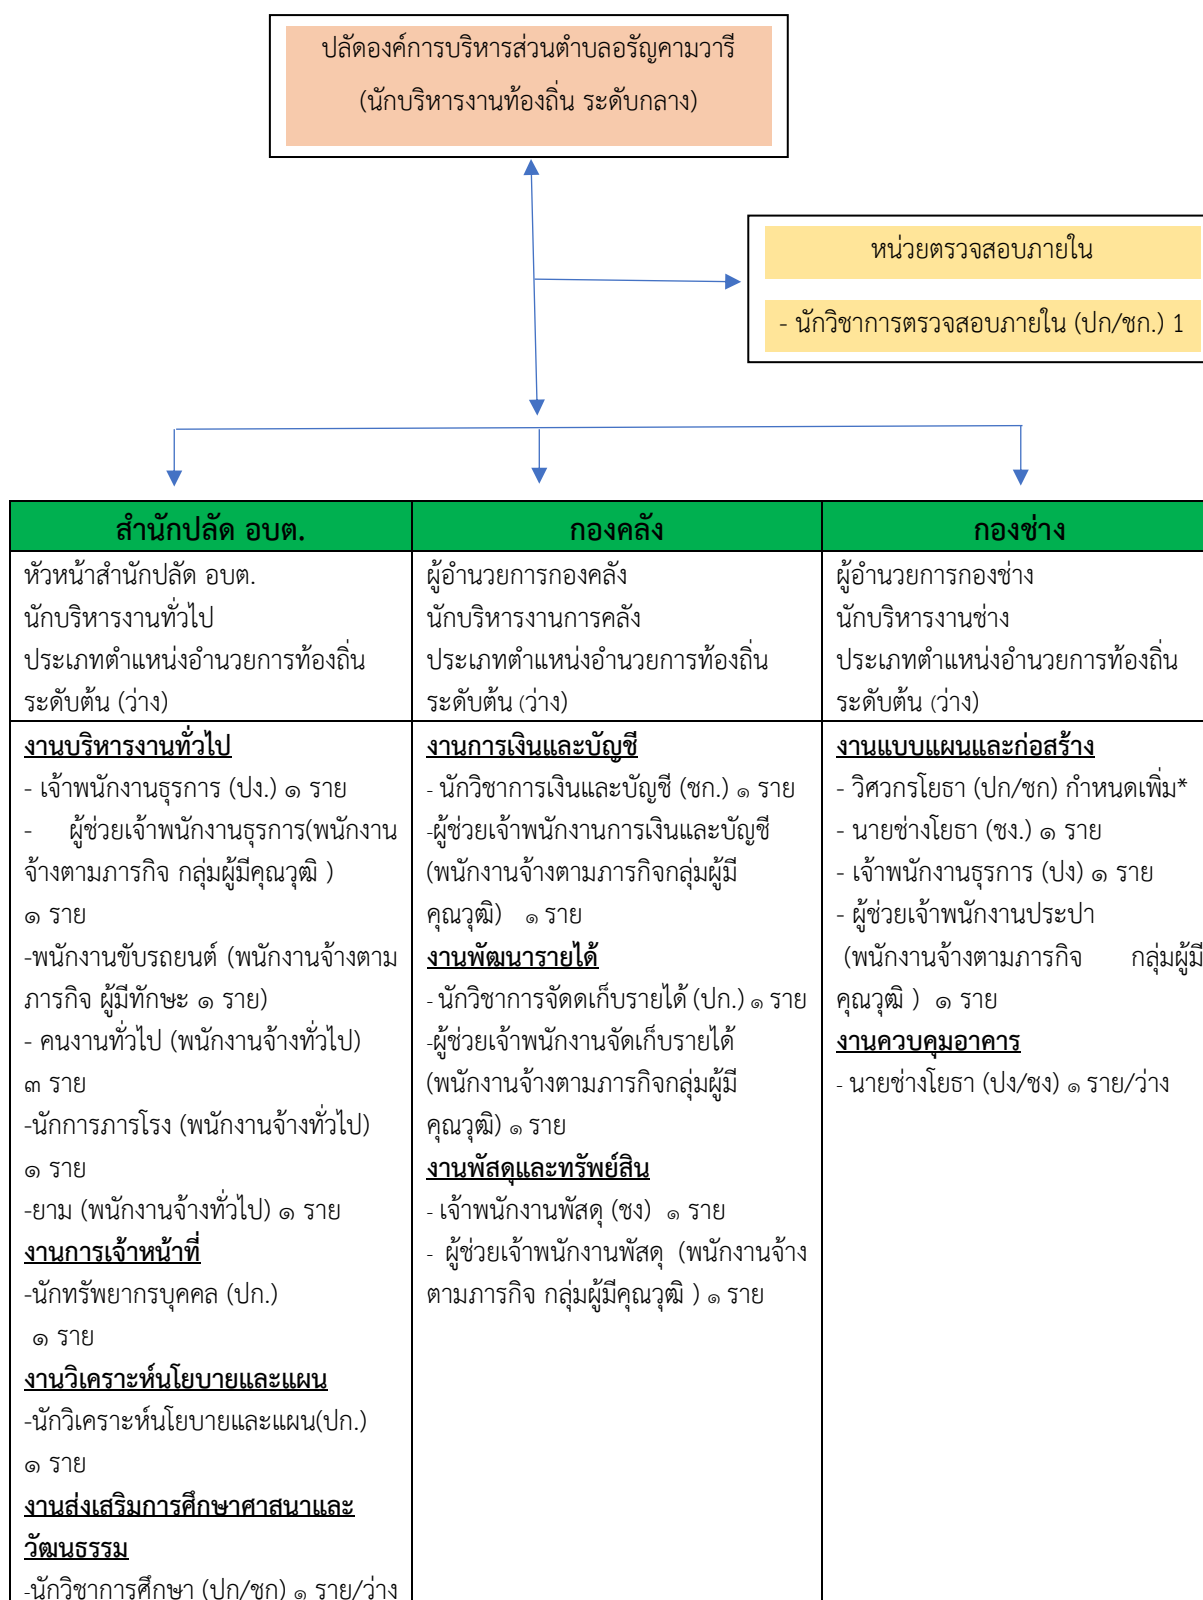 ปลัดองค์การบริหารส่วนตำบลอรัญคามวารี
(นักบริหารงานท้องถิ่น ระดับกลาง)
หน่วยตรวจสอบภายใน
- นักวิชาการตรวจสอบภายใน (ปก/ชก.) 1
สำนักปลัด อบต.
หัวหน้าสำนักปลัด อบต.
นักบริหารงานทั่วไป
ประเภทตำแหน่งอำนวยการท้องถิ่น
ระดับต้น (ว่าง)
งานบริหารงานทั่วไป
- เจ้าพนักงานธุรการ (ปง.) ๑ ราย
- ผู้ช่วยเจ้าพนักงานธุรการ(พนักงาน
จ้างตามภารกิจ กลุ่มผู้มีคุณวุฒิ )
๑ ราย
-พนักงานขับรถยนต์ (พนักงานจ้างตาม
ภารกิจ ผู้มีทักษะ ๑ ราย)
- คนงานทั่วไป (พนักงานจ้างทั่วไป)
๓ ราย
-นักการภารโรง (พนักงานจ้างทั่วไป)
๑ ราย
-ยาม (พนักงานจ้างทั่วไป) ๑ ราย
งานการเจ้าหน้าที่
-นักทรัพยากรบุคคล (ปก.)
๑ ราย
งานวิเคราะห์นโยบายและแผน
-นักวิเคราะห์นโยบายและแผน(ปก.)
๑ ราย
งานส่งเสริมการศึกษาศาสนาและ
วัฒนธรรม
-นักวิชาการศึกษา (ปก/ชก) ๑ ราย/ว่าง
กองคลัง
ผู้อำนวยการกองคลัง
นักบริหารงานการคลัง
ประเภทตำแหน่งอำนวยการท้องถิ่น
ระดับต้น (ว่าง)
งานการเงินและบัญชี
- นักวิชาการเงินและบัญชี (ชก.) ๑ ราย
-ผู้ช่วยเจ้าพนักงานการเงินและบัญชี
(พนักงานจ้างตามภารกิจกลุ่มผู้มี
คุณวุฒิ) ๑ ราย
งานพัฒนารายได้
- นักวิชาการจัดดเก็บรายได้ (ปก.) ๑ ราย
-ผู้ช่วยเจ้าพนักงานจัดเก็บรายได้
(พนักงานจ้างตามภารกิจกลุ่มผู้มี
คุณวุฒิ) ๑ ราย
งานพัสดุและทรัพย์สิน
- เจ้าพนักงานพัสดุ (ชง) ๑ ราย
- ผู้ช่วยเจ้าพนักงานพัสดุ (พนักงานจ้าง
ตามภารกิจ กลุ่มผู้มีคุณวุฒิ ) ๑ ราย
กองช่าง
ผู้อำนวยการกองช่าง
นักบริหารงานช่าง
ประเภทตำแหน่งอำนวยการท้องถิ่น
ระดับต้น (ว่าง)
งานแบบแผนและก่อสร้าง
- วิศวกรโยธา (ปก/ชก) กำหนดเพิ่ม*
- นายช่างโยธา (ชง.) ๑ ราย
- เจ้าพนักงานธุรการ (ปง) ๑ ราย
- ผู้ช่วยเจ้าพนักงานประปา
(พนักงานจ้างตามภารกิจ กลุ่มผู้มี
คุณวุฒิ ) ๑ ราย
งานควบคุมอาคาร
- นายช่างโยธา (ปง/ชง) ๑ ราย/ว่าง